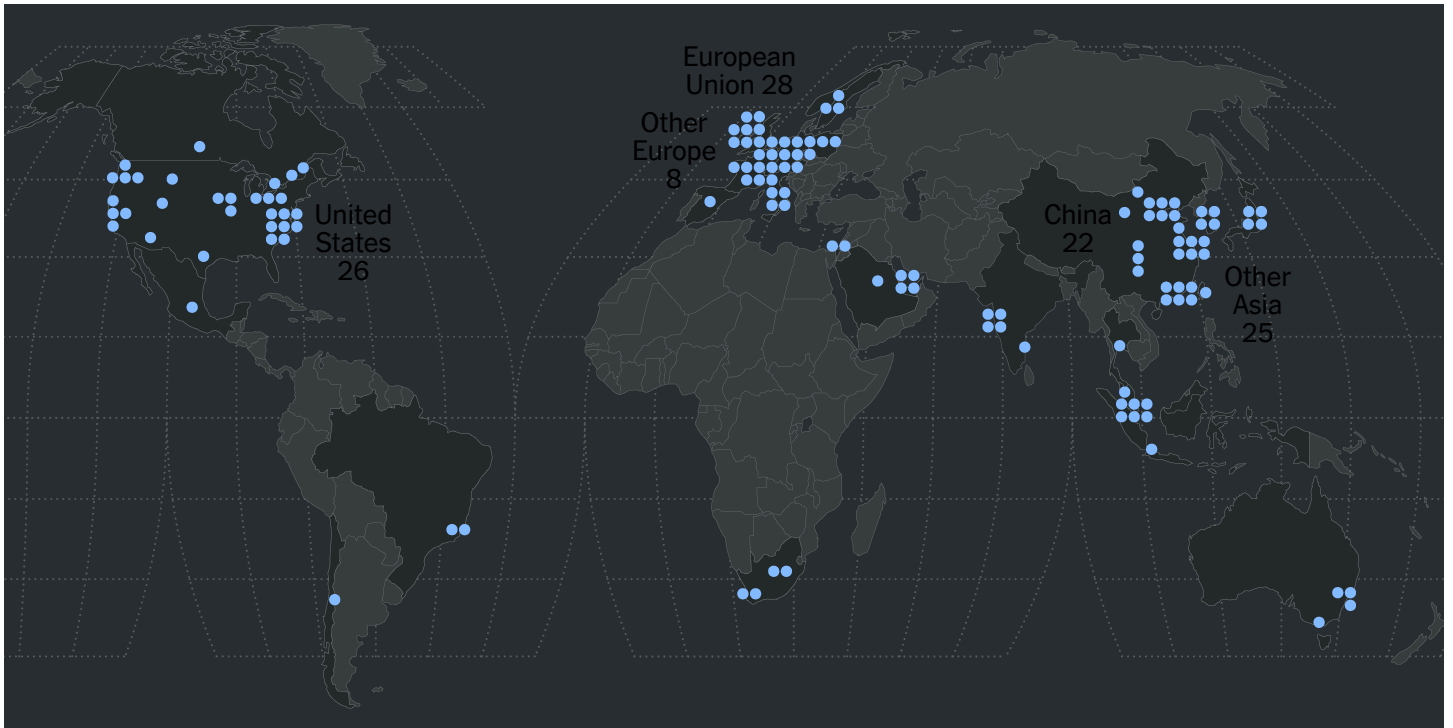 European
Union 28
Other
Europe
8
United
States
26
China
22
Other
Asia
25